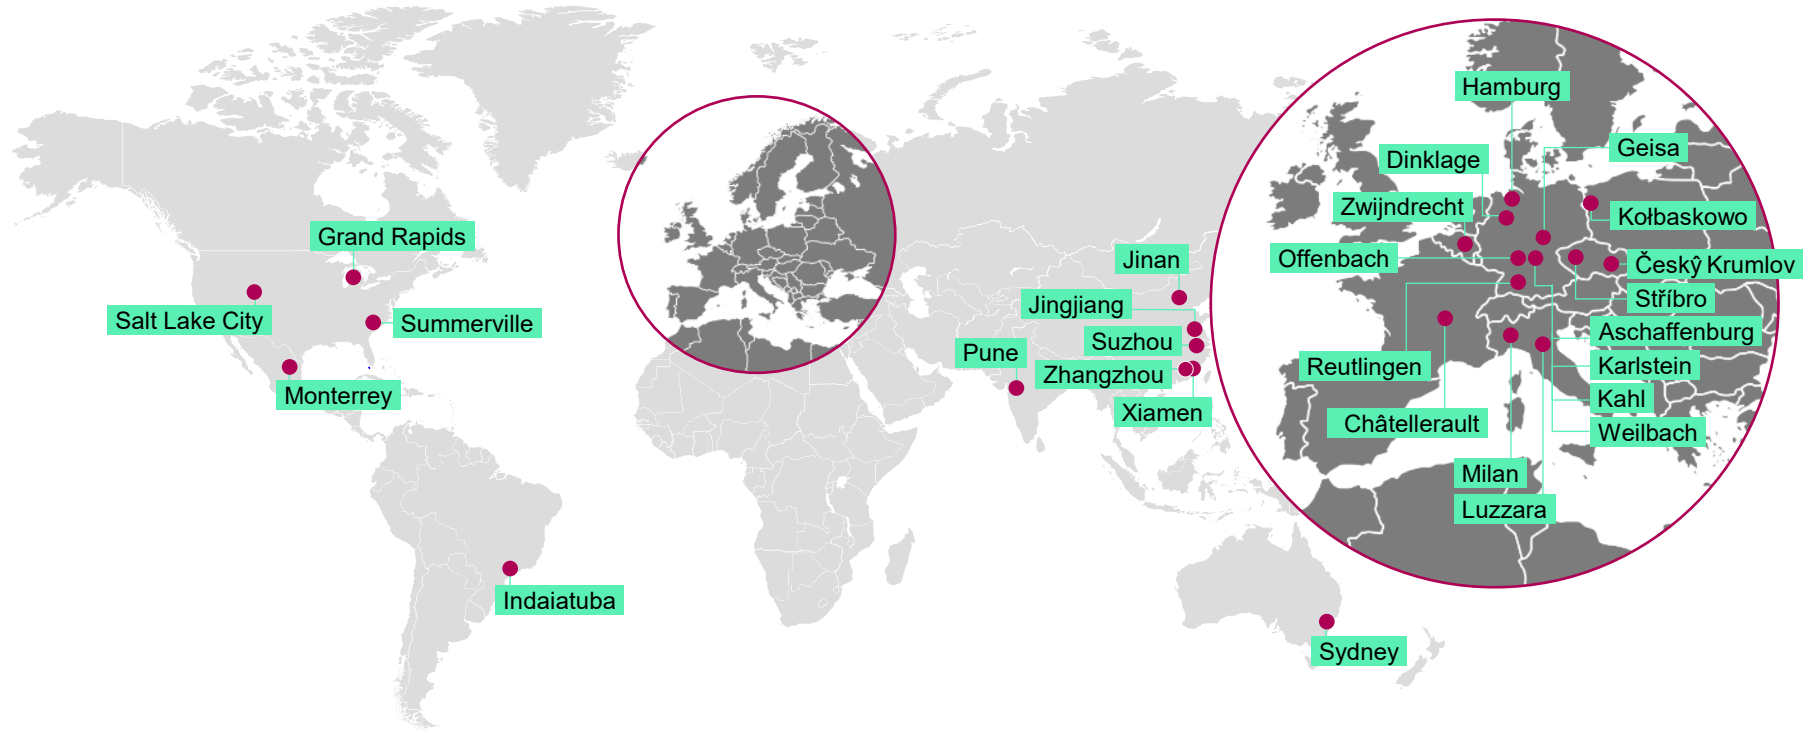 Hamburg
Geisa
Dinklage
Zwijndrecht
Kołbaskowo
Grand Rapids
Jinan
Offenbach
Českŷ Krumlov
Jingjiang
Stříbro
Salt Lake City
Summerville
Suzhou
Aschaffenburg
Pune
Zhangzhou
Reutlingen
Karlstein
Monterrey
Kahl
Xiamen
Châtellerault
Weilbach
Milan
Luzzara
Indaiatuba
Sydney